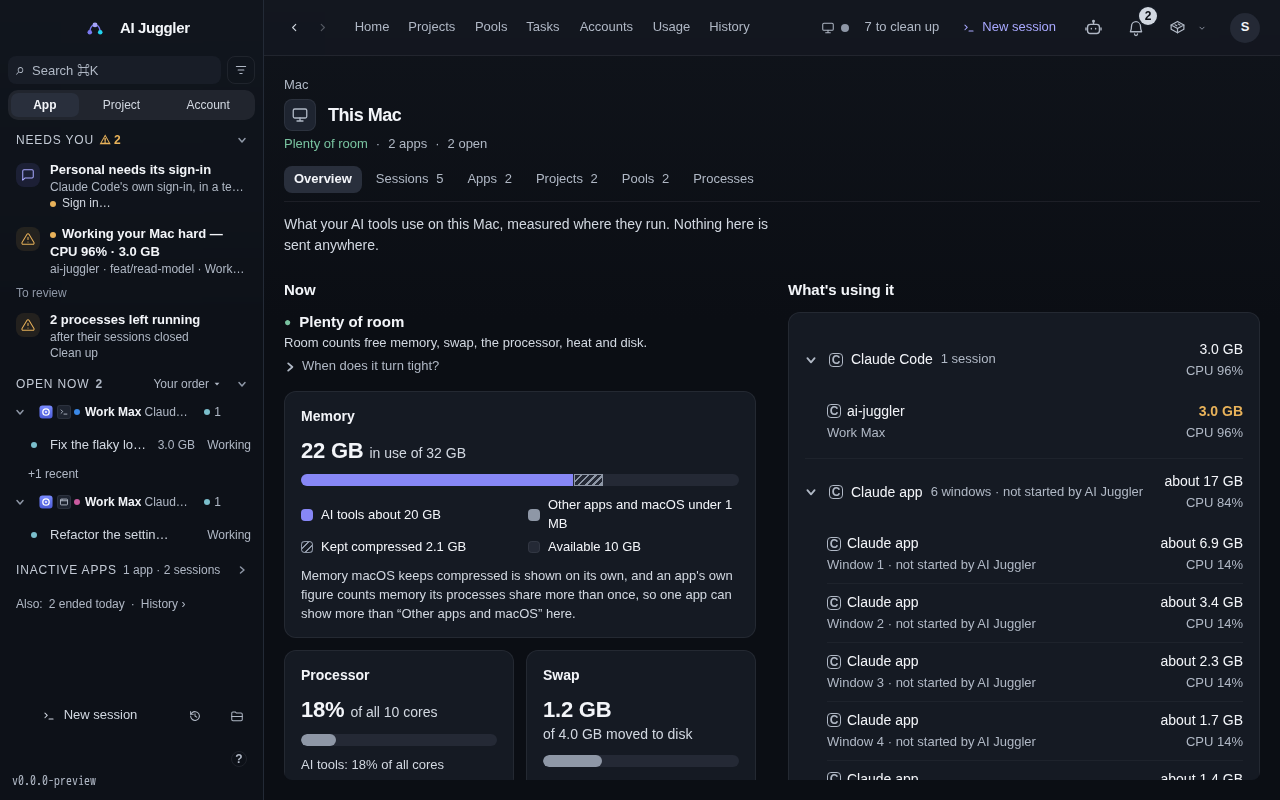 AI Juggler
Search ⌘K
App
Project
Account
NEEDS YOU 2
Personal needs its sign-in
Claude Code's own sign-in, in a te…
Sign in…
Working your Mac hard —
CPU 96% · 3.0 GB
ai-juggler · feat/read-model · Work…
To review
2 processes left running
after their sessions closed
Clean up
OPEN NOW 2
Your order
Work Max Claud… 1
Fix the flaky lo… 3.0 GB Working
+1 recent
Work Max Claud… 1
Refactor the settin… Working
INACTIVE APPS 1 app · 2 sessions
Also: 2 ended today · History ›
New session
?
v0.0.0-preview
Home
Projects
Pools
Tasks
Accounts
Usage
History
7 to clean up
New session
2
S
Mac
This Mac
Plenty of room · 2 apps · 2 open
Overview
Sessions 5
Apps 2
Projects 2
Pools 2
Processes
What your AI tools use on this Mac, measured where they run. Nothing here is
sent anywhere.
Now
Plenty of room
Room counts free memory, swap, the processor, heat and disk.
When does it turn tight?
Memory
22 GB in use of 32 GB
AI tools about 20 GB
Other apps and macOS under 1
MB
Kept compressed 2.1 GB
Available 10 GB
Memory macOS keeps compressed is shown on its own, and an app's own
figure counts memory its processes share more than once, so one app can
show more than “Other apps and macOS” here.
Processor
18% of all 10 cores
AI tools: 18% of all cores
Swap
1.2 GB
of 4.0 GB moved to disk
What's using it
C Claude Code 1 session
3.0 GB
CPU 96%
C ai-juggler
Work Max
3.0 GB
CPU 96%
C Claude app 6 windows · not started by AI Juggler
about 17 GB
CPU 84%
C Claude app
Window 1 · not started by AI Juggler
about 6.9 GB
CPU 14%
C Claude app
Window 2 · not started by AI Juggler
about 3.4 GB
CPU 14%
C Claude app
Window 3 · not started by AI Juggler
about 2.3 GB
CPU 14%
C Claude app
Window 4 · not started by AI Juggler
about 1.7 GB
CPU 14%
C Claude app
about 1.4 GB